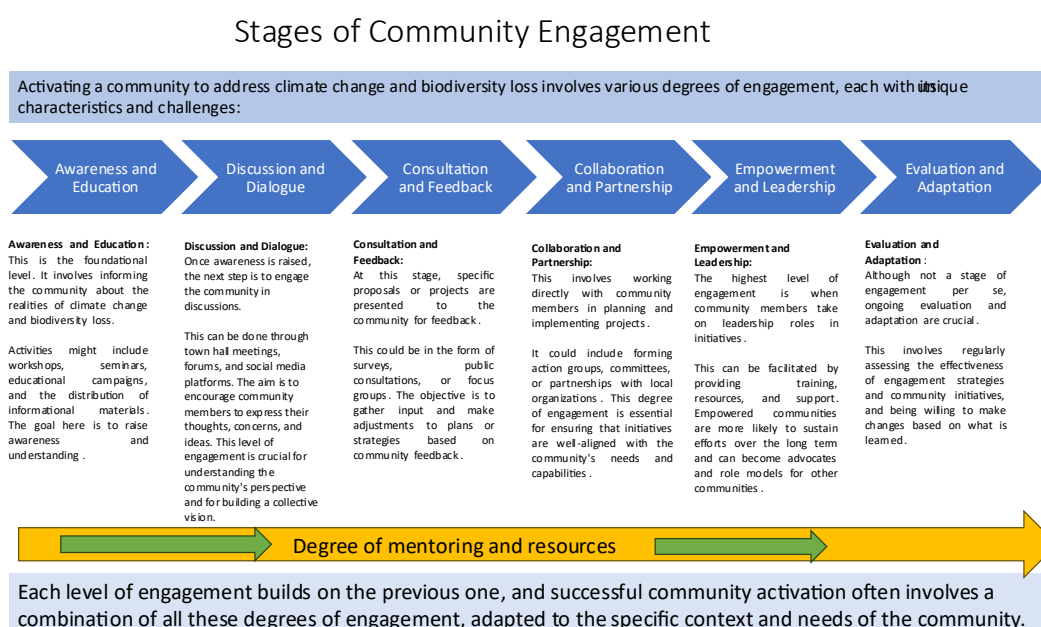 Stages of Community Engagement
Activating a community to address climate change and biodiversity loss involves various degrees of engagement, each with its unique
characteristics and challenges:
Awareness and
Education
Discussion and
Dialogue
Consultation
and Feedback
Collaboration
and Partnership
Empowerment
and Leadership
Evaluation and
Adaptation
Awareness and Education:
This is the foundational
level. It involves informing
the community about the
realities of climate change
and biodiversity loss.
Activities might include
workshops, seminars,
educational campaigns,
and the distribution of
informational materials.
The goal here is to raise
awareness and
understanding.
Discussion and Dialogue:
Once awareness is raised,
the next step is to engage
the community in
discussions.
This can be done through
town hall meetings,
forums, and social media
platforms. The aim is to
encourage community
members to express their
thoughts, concerns, and
ideas. This level of
engagement is crucial for
understanding the
community's perspective
and for building a collective
vision.
Consultation and
Feedback:
At this stage, specific
proposals or projects are
presented to the
community for feedback.
This could be in the form of
surveys, public
consultations, or focus
groups. The objective is to
gather input and make
adjustments to plans or
strategies based on
community feedback.
Collaboration and
Partnership:
This involves working
directly with community
members in planning and
implementing projects.
It could include forming
action groups, committees,
or partnerships with local
organizations. This degree
of engagement is essential
for ensuring that initiatives
are well-aligned with the
community's needs and
capabilities.
Empowerment and
Leadership:
The highest level of
engagement is when
community members take
on leadership roles in
initiatives.
This can be facilitated by
providing training,
resources, and support.
Empowered communities
are more likely to sustain
efforts over the long term
and can become advocates
and role models for other
communities.
Evaluation and
Adaptation:
Although not a stage of
engagement per se,
ongoing evaluation and
adaptation are crucial.
This involves regularly
assessing the effectiveness
of engagement strategies
and community initiatives,
and being willing to make
changes based on what is
learned.
Degree of mentoring and resources
Each level of engagement builds on the previous one, and successful community activation often involves a
combination of all these degrees of engagement, adapted to the specific context and needs of the community.